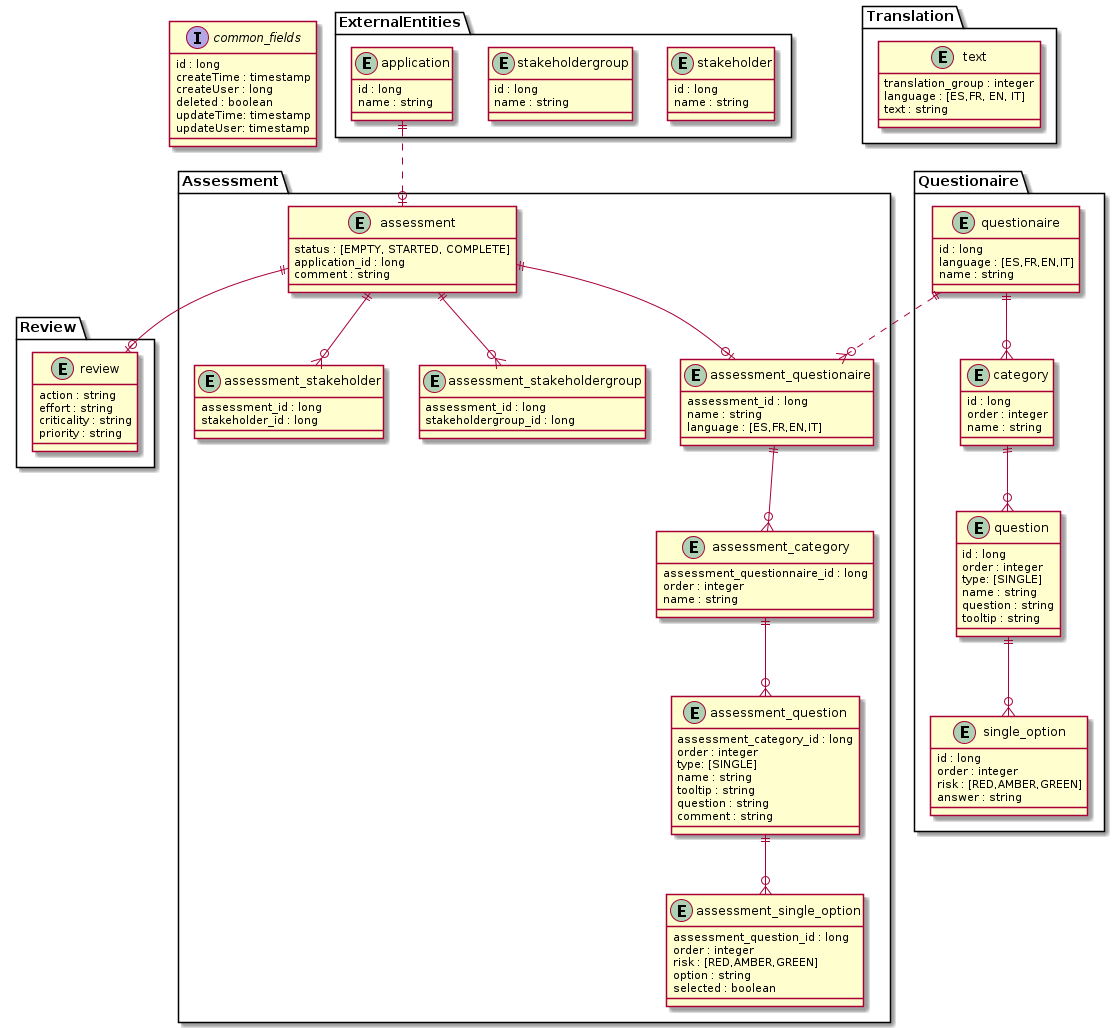 I common_fields
id : long
createTime : timestamp
createUser : long
deleted : boolean
updateTime: timestamp
updateUser: timestamp
ExternalEntities
E application
id : long
name : string
E stakeholdergroup
id : long
name : string
E stakeholder
id : long
name : string
Translation
E text
translation_group : integer
language : [ES,FR, EN, IT]
text : string
Assessment
E assessment
status : [EMPTY, STARTED, COMPLETE]
application_id : long
comment : string
Questionaire
E questionaire
id : long
language : [ES,FR,EN,IT]
name : string
Review
E review
action : string
effort : string
criticality : string
priority : string
E assessment_stakeholder
assessment_id : long
stakeholder_id : long
E assessment_stakeholdergroup
assessment_id : long
stakeholdergroup_id : long
E assessment_questionaire
assessment_id : long
name : string
language : [ES,FR,EN,IT]
E category
id : long
order : integer
name : string
E assessment_category
assessment_questionnaire_id : long
order : integer
name : string
E question
id : long
order : integer
type: [SINGLE]
name : string
question : string
tooltip : string
E assessment_question
assessment_category_id : long
order : integer
type: [SINGLE]
name : string
tooltip : string
question : string
comment : string
E single_option
id : long
order : integer
risk : [RED,AMBER,GREEN]
answer : string
E assessment_single_option
assessment_question_id : long
order : integer
risk : [RED,AMBER,GREEN]
option : string
selected : boolean